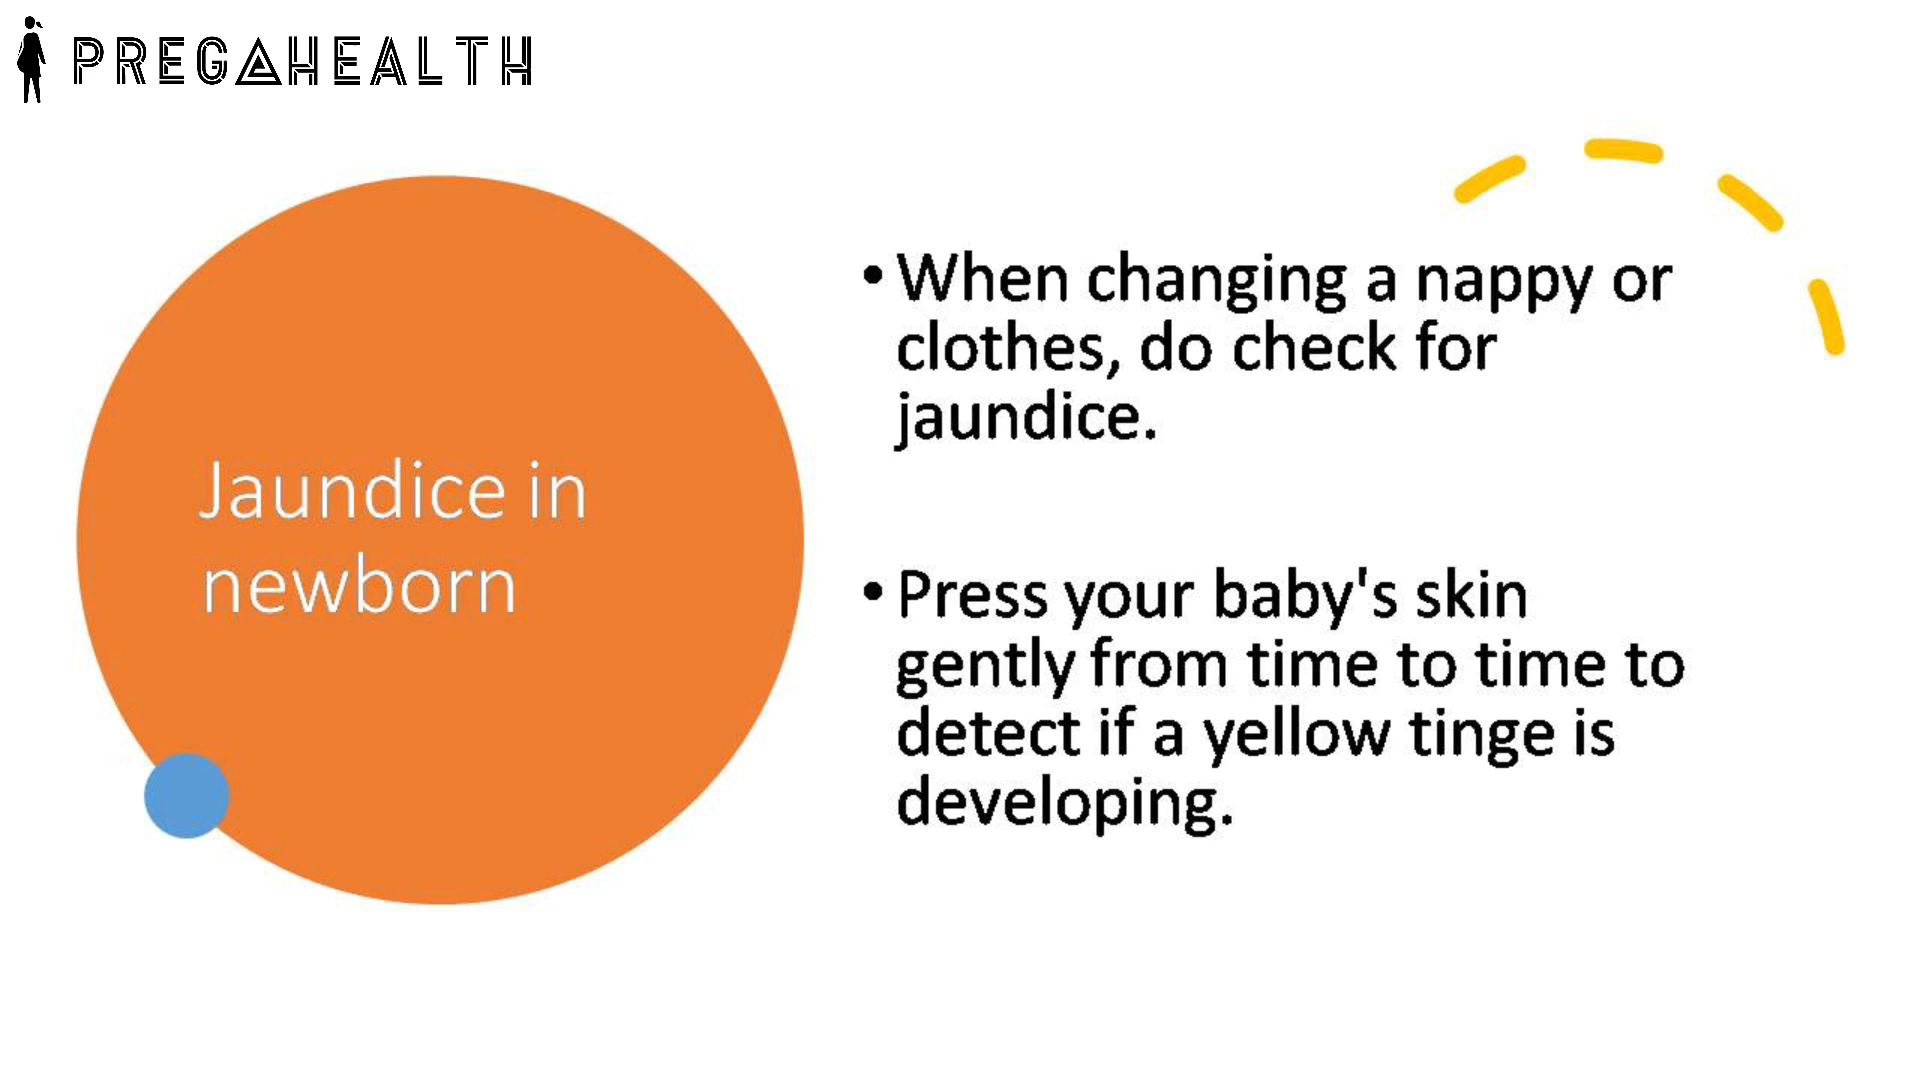 PREGAHEALTH
Jaundice in
newborn
• When changing a nappy or
clothes, do check for
jaundice.
• Press your baby's skin
gently from time to time to
detect if a yellow tinge is
developing.